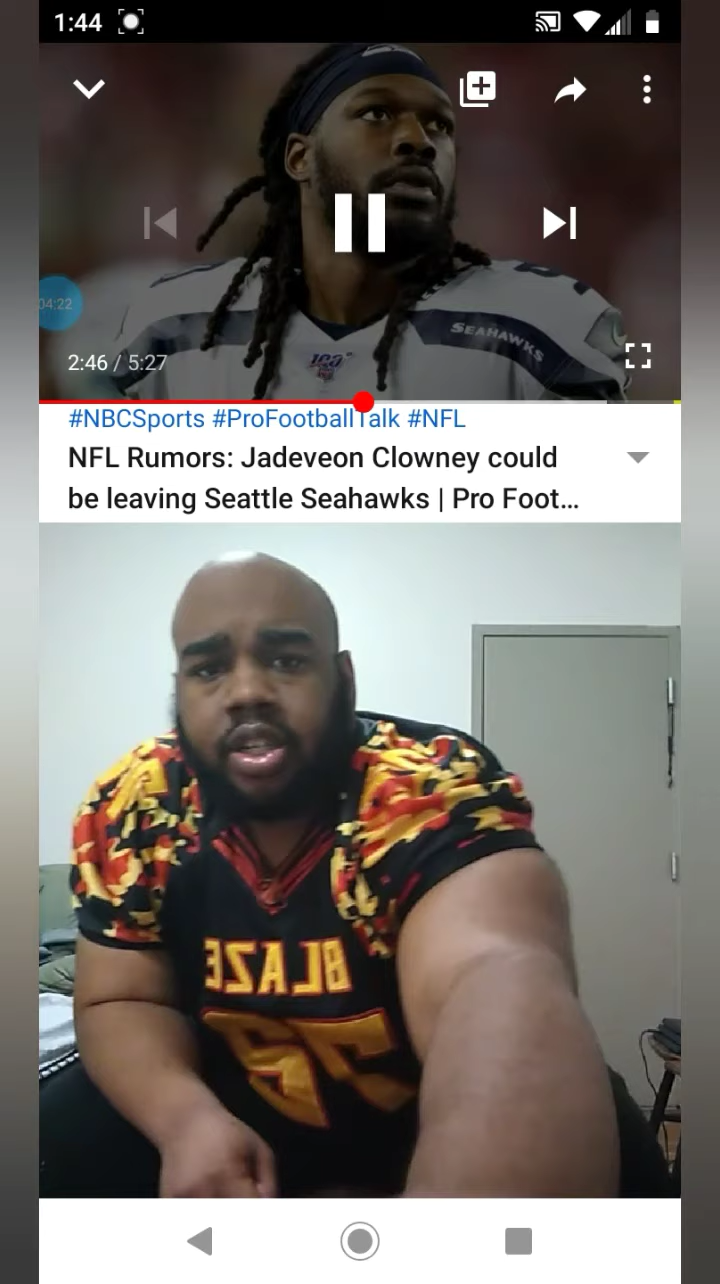 1:44
04:22
SEAHAWKS
100
2:46 / 5:27
#NBCSports #ProFootballTalk #NFL
NFL Rumors: Jadeveon Clowney could
be leaving Seattle Seahawks | Pro Foot...
BLAZE
72